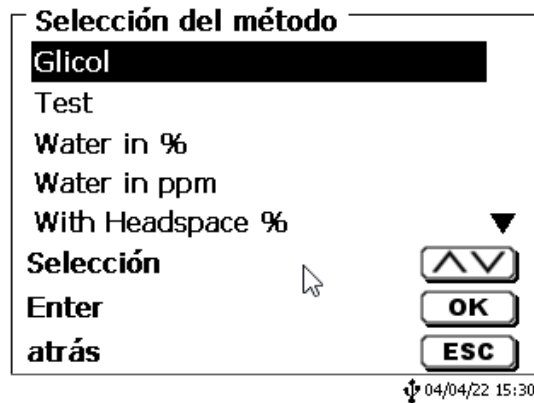 Selección del método
Glicol
Test
Water in %
Water in ppm
With Headspace %
Selección
Enter OK
atrás ESC
04/04/22 15:30